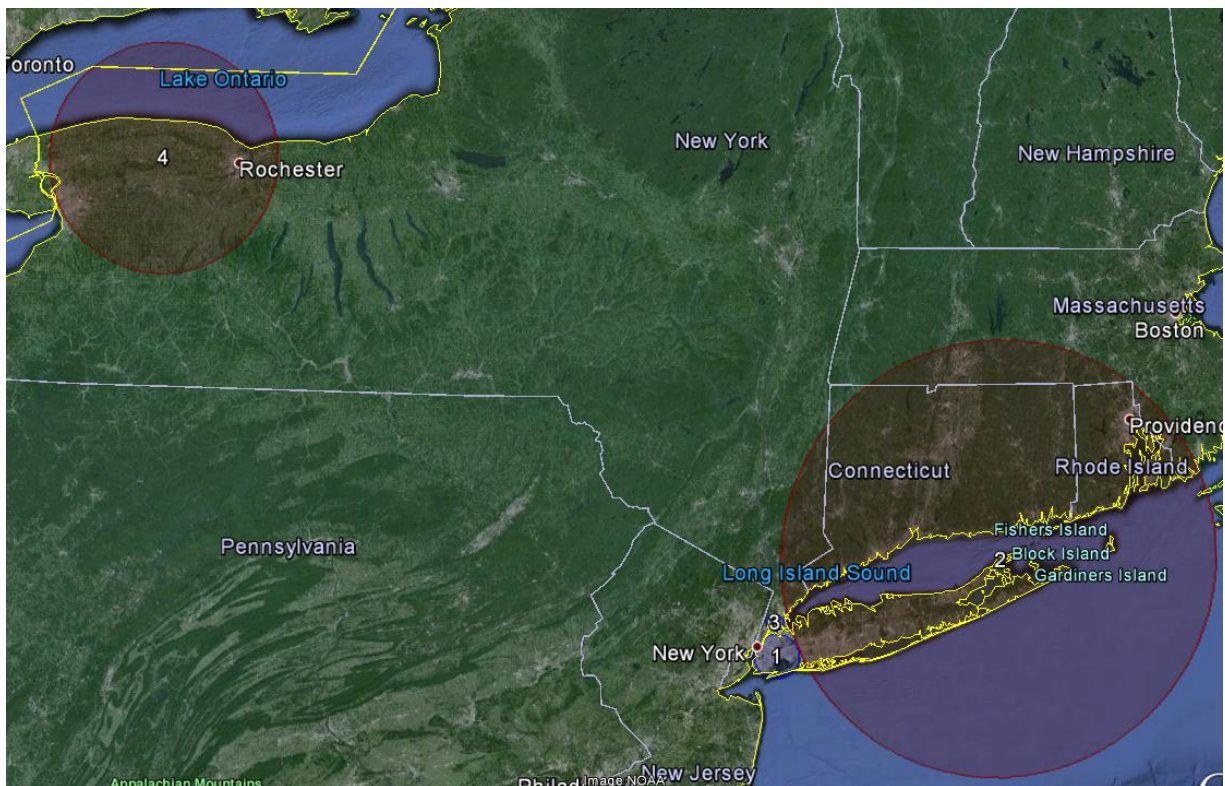 Toronto
Lake Ontario
4
Rochester
New York
New Hampshire
Massachusetts
Boston
Providenc
Connecticut
Rhode Island
Fishers Island
2
Block Island
Gardiners Island
Pennsylvania
Long Island Sound
3
New York
1
Appalachian Mountains
Philad
Image NOAA
New Jersey